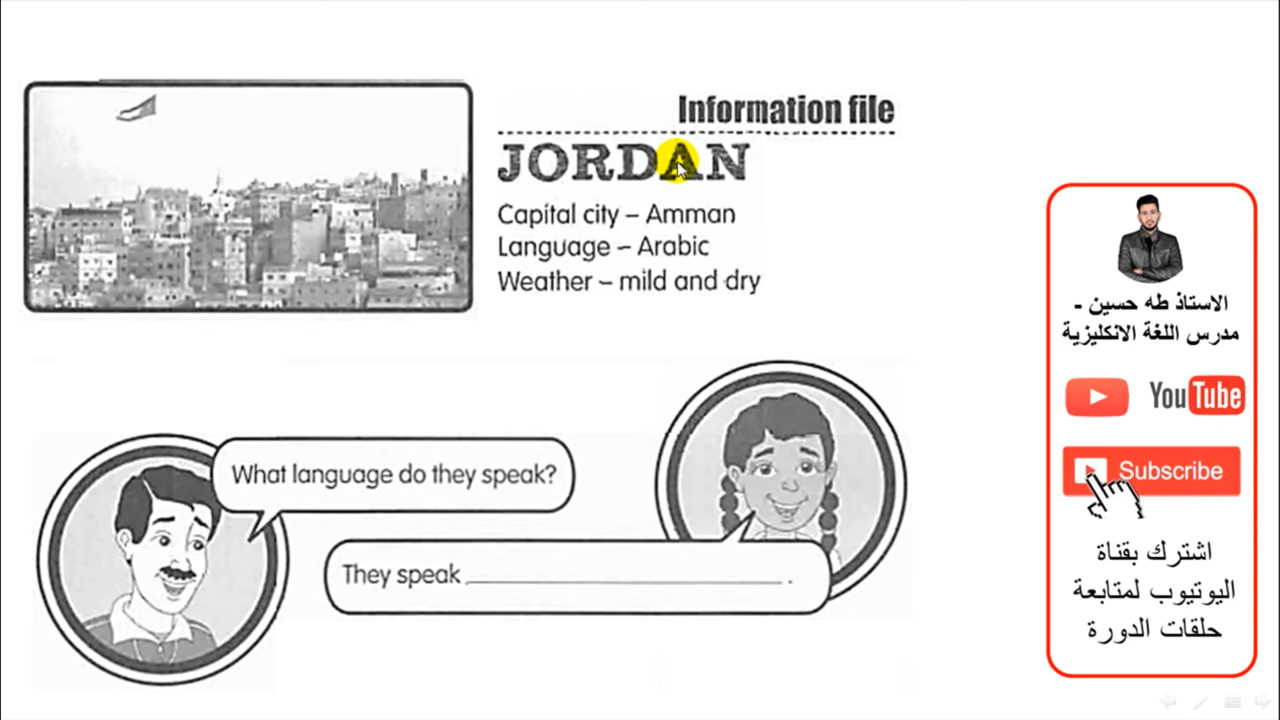 Information file
JORDAN
Capital city – Amman
Language – Arabic
Weather – mild and dry
What language do they speak?
They speak ______________________________ .
الاستاذ طه حسين -
مدرس اللغة الانكليزية
YouTube
Subscribe
اشترك بقناة
اليوتيوب لمتابعة
حلقات الدورة